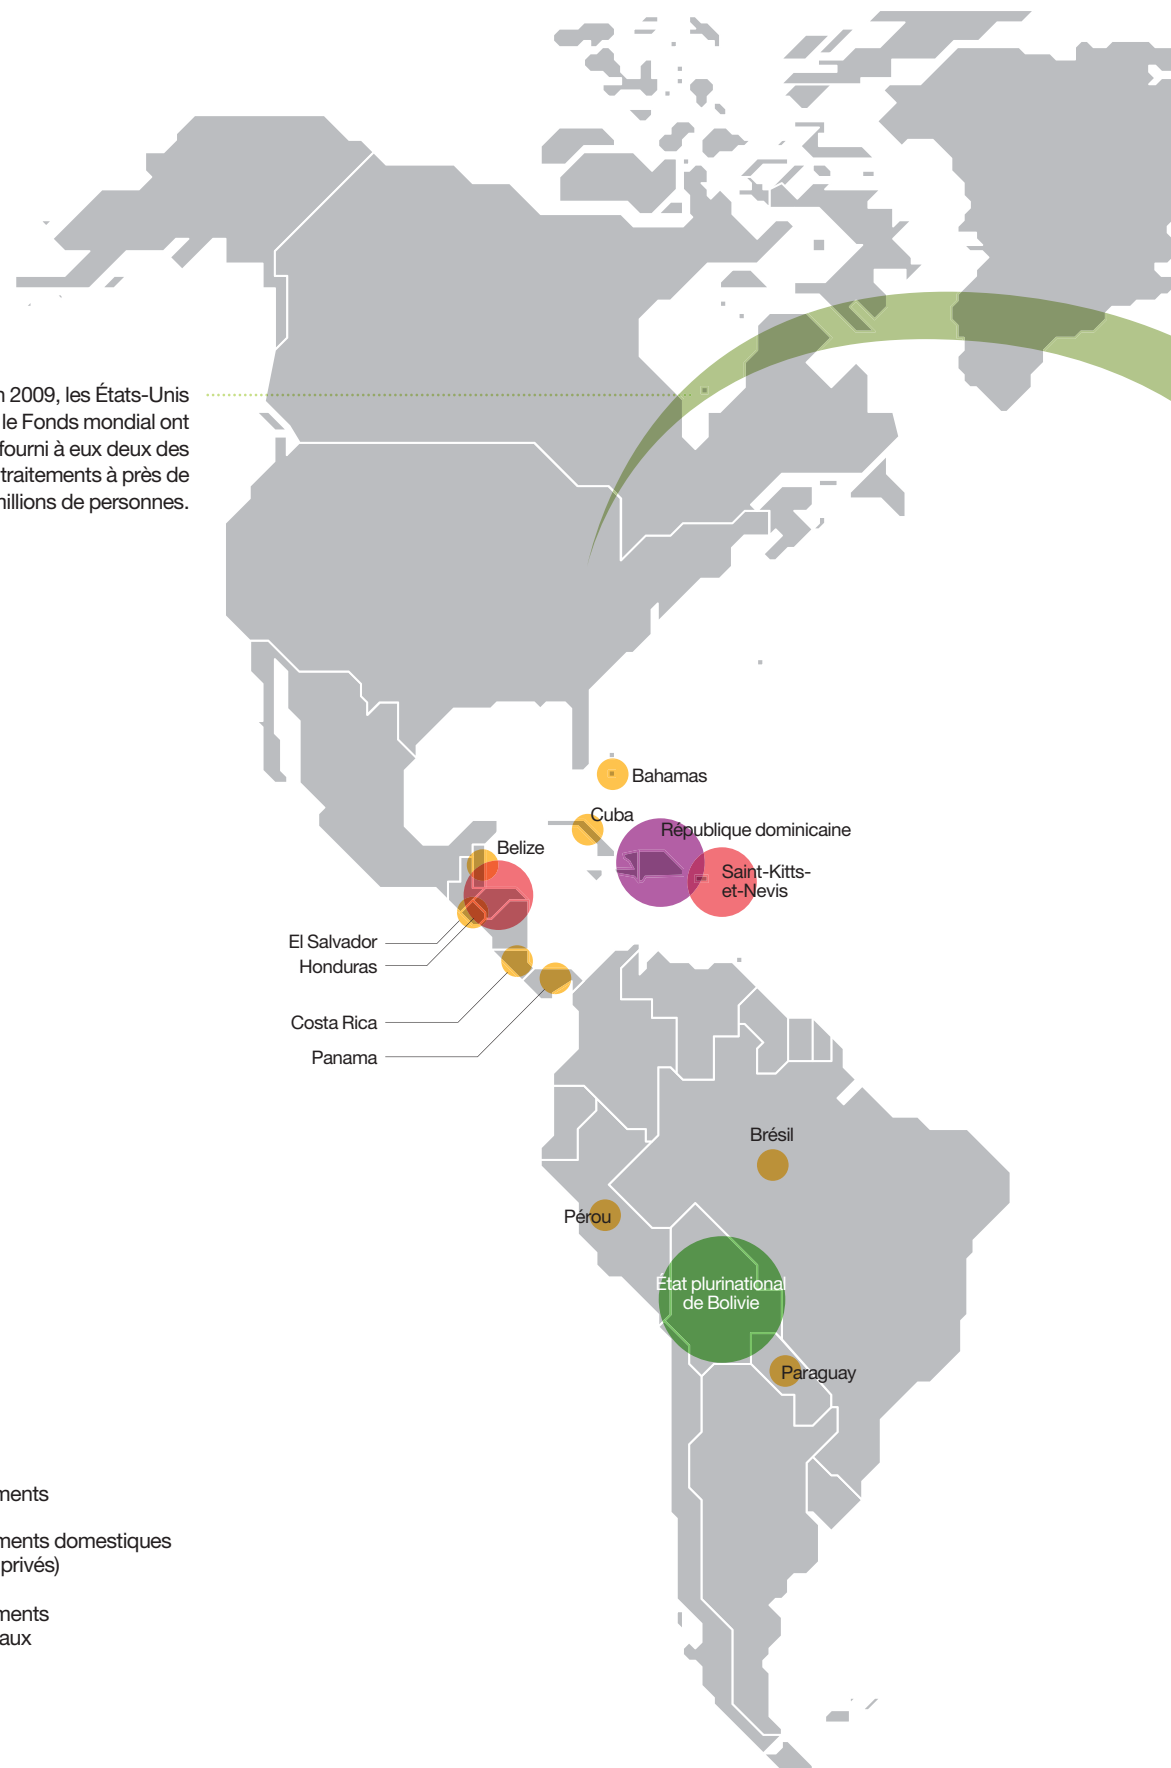 n 2009, les États-Unis
le Fonds mondial ont
fourni à eux deux des
traitements à près de
millions de personnes.
Bahamas
Cuba
République dominicaine
Belize
Saint-Kitts-
et-Nevis
El Salvador
Honduras
Costa Rica
Panama
Brésil
Pérou
État plurinational
de Bolivie
Paraguay
ments
ments domestiques
privés)
ments
aux